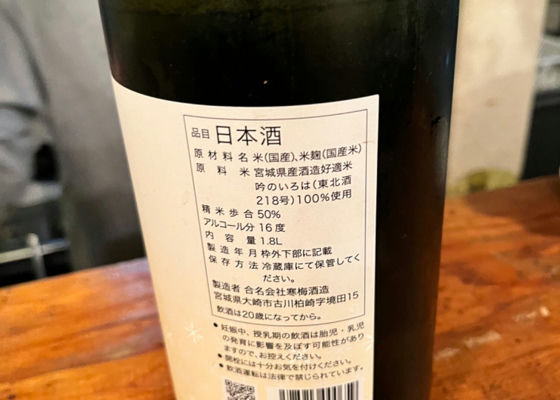 品目 日本酒
原材料名 米(国産)、米麹(国産米)
原料米 宮城県産酒造好適米
吟のいろは(東北酒
218号)100%使用
精米歩合 50%
アルコール分 16度
内容量 1.8L
製造年月 枠外下部に記載
保存方法 冷蔵庫にて保管してく
ださい。
製造者 合名会社寒梅酒造
宮城県大崎市古川柏崎字境田15
飲酒は20歳になってから。
●妊娠中、授乳期の飲酒は胎児・乳児
の発育に影響を及ぼす可能性があり
ますので、お控えください。
●開栓には十分お気を付けください。
●飲酒運転は法律で禁じられています。